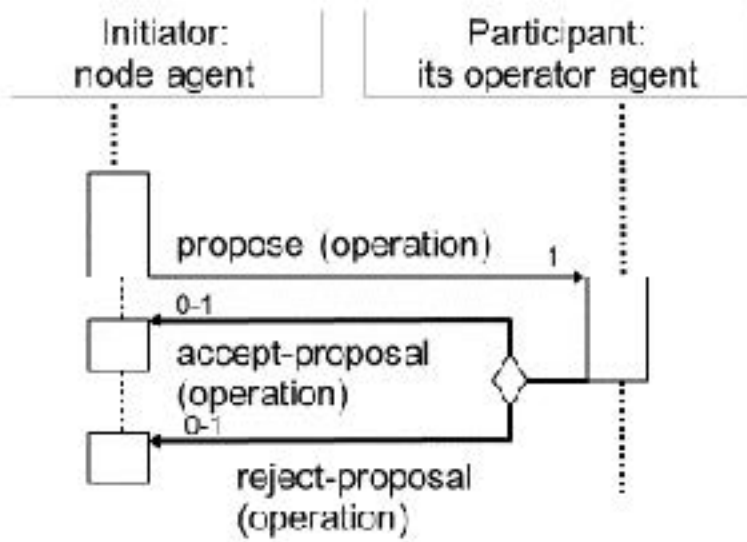 Initiator:
node agent
Participant:
its operator agent
propose (operation)
1
0-1
accept-proposal
(operation)
0-1
reject-proposal
(operation)